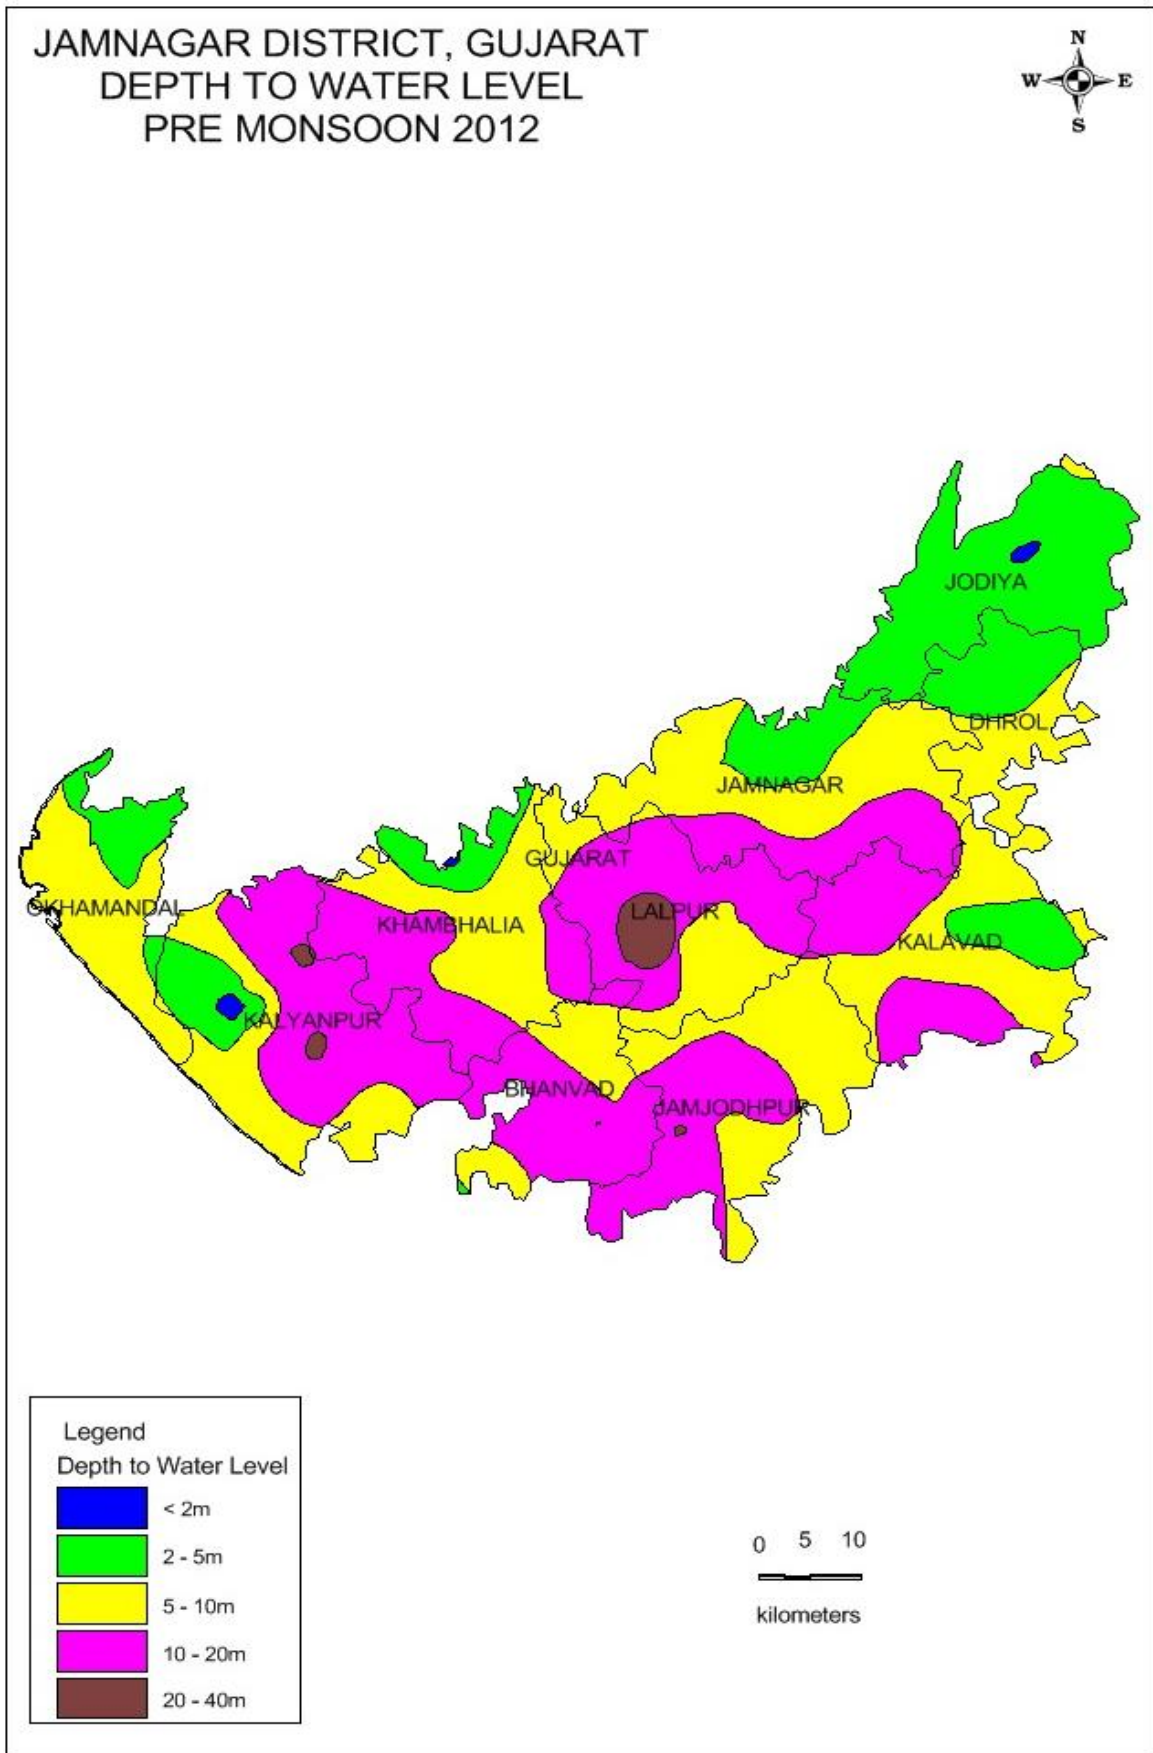 JAMNAGAR DISTRICT, GUJARAT
DEPTH TO WATER LEVEL
PRE MONSOON 2012
N
W E
S
JODIYA
DHROL
JAMNAGAR
GUJARAT
OKHAMANDAL
KHAMBHALIA
LALPUR
KALAVAD
KALYANPUR
BHANVAD
JAMJODHPUR
Legend
Depth to Water Level
< 2m
2 - 5m
5 - 10m
10 - 20m
20 - 40m
0 5 10
kilometers